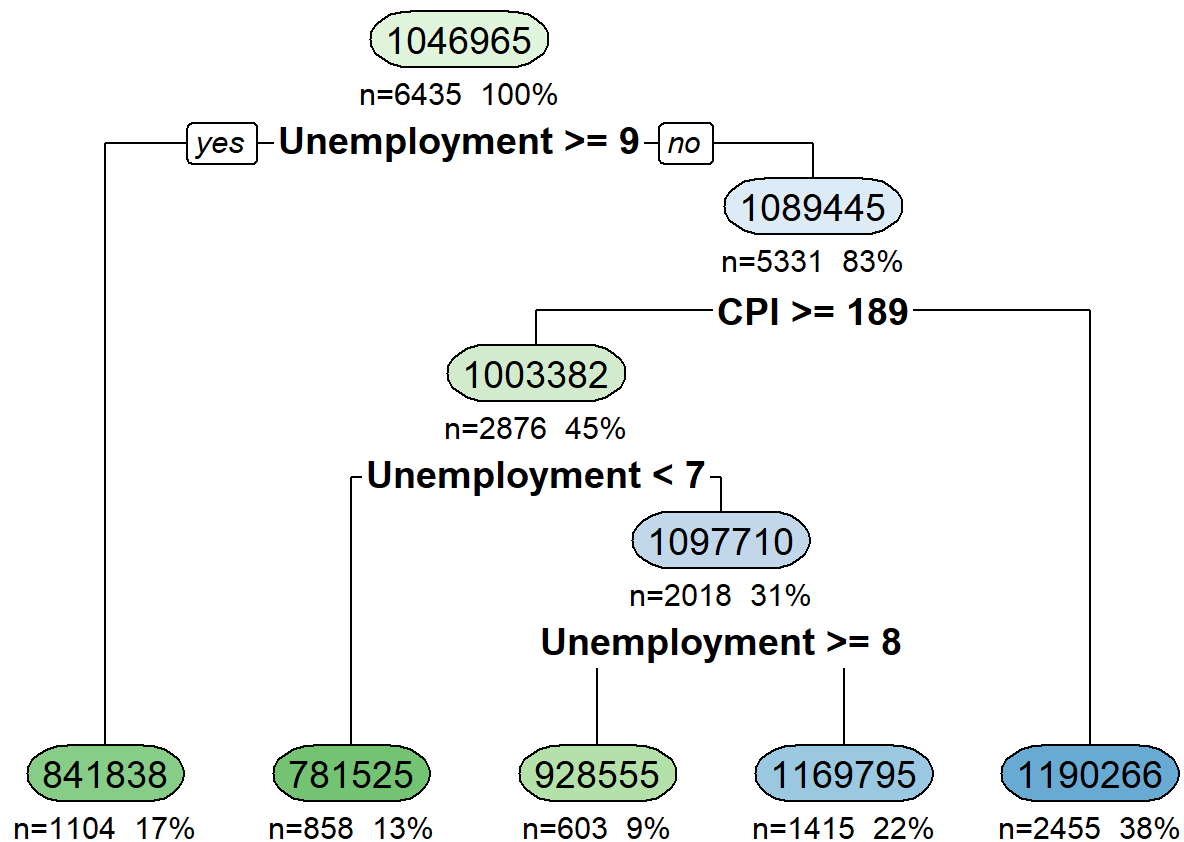 1046965
n=6435 100%
yes Unemployment >= 9 no
1089445
n=5331 83%
CPI >= 189
1003382
n=2876 45%
Unemployment < 7
1097710
n=2018 31%
Unemployment >= 8
841838 781525 928555 1169795 1190266
n=1104 17% n=858 13% n=603 9% n=1415 22% n=2455 38%